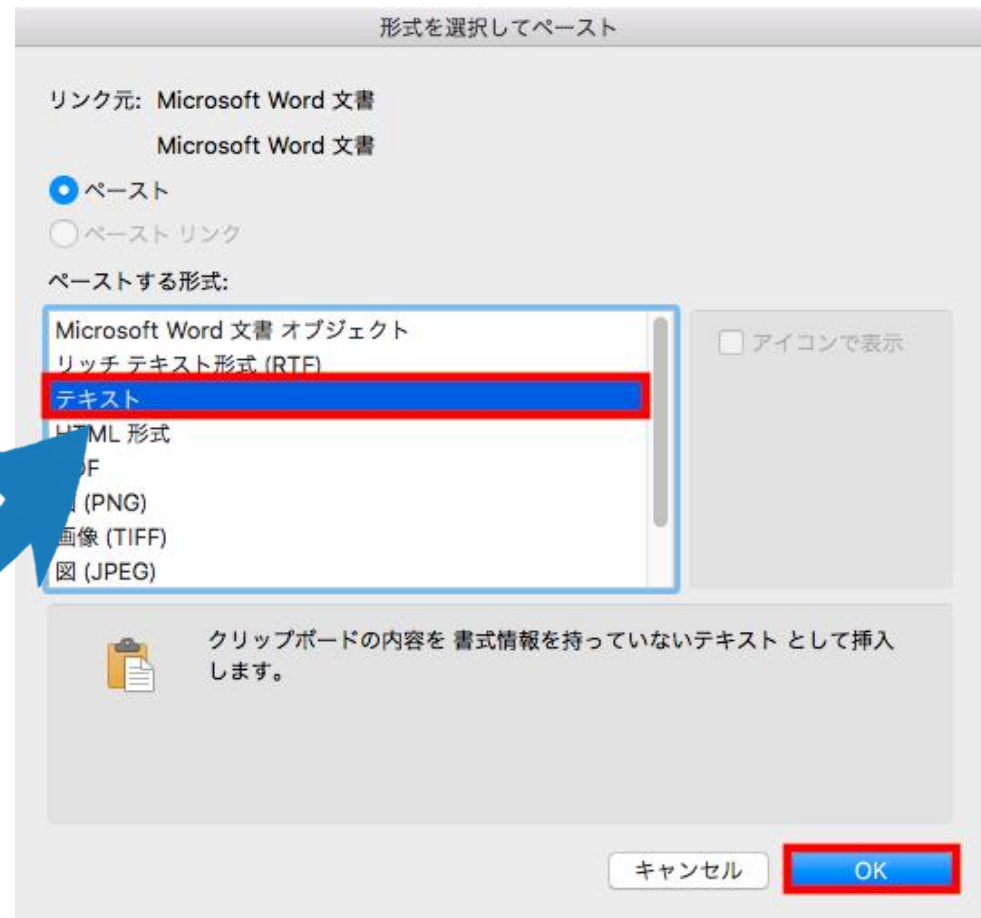 形式を選択してペースト
リンク元: Microsoft Word 文書
Microsoft Word 文書
ペースト
ペースト リンク
ペーストする形式:
Microsoft Word 文書 オブジェクト
アイコンで表示
リッチ テキスト形式 (RTF)
テキスト
HTML 形式
(PNG)
画像 (TIFF)
図 (JPEG)
クリップボードの内容を 書式情報を持っていないテキスト として挿入
します。
キャンセル
OK